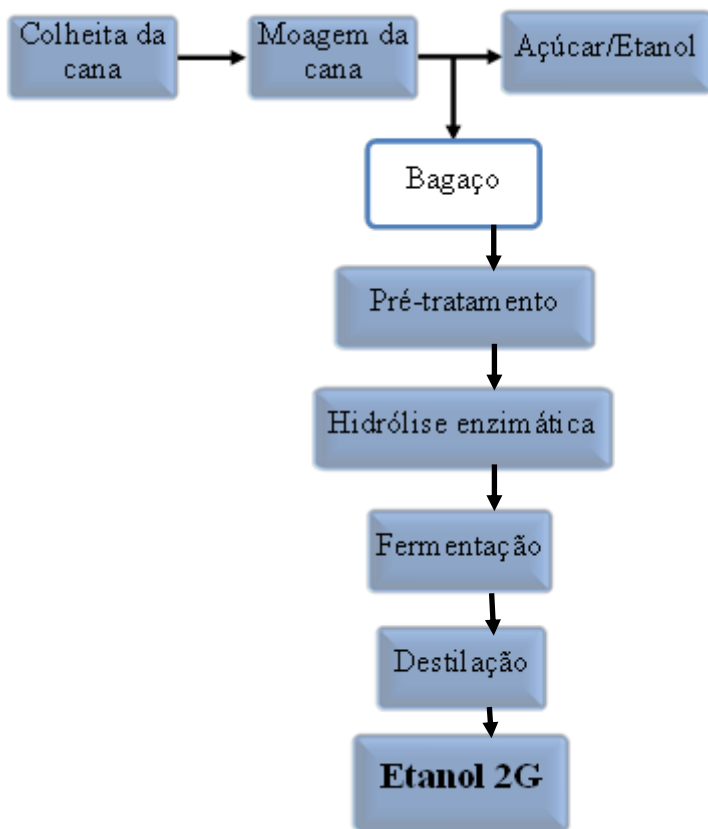 Colheita da
cana
Moagem da
cana
Açúcar/Etanol
Bagaço
Pré-tratamento
Hidrólise enzimática
Fermentação
Destilação
Etanol 2G